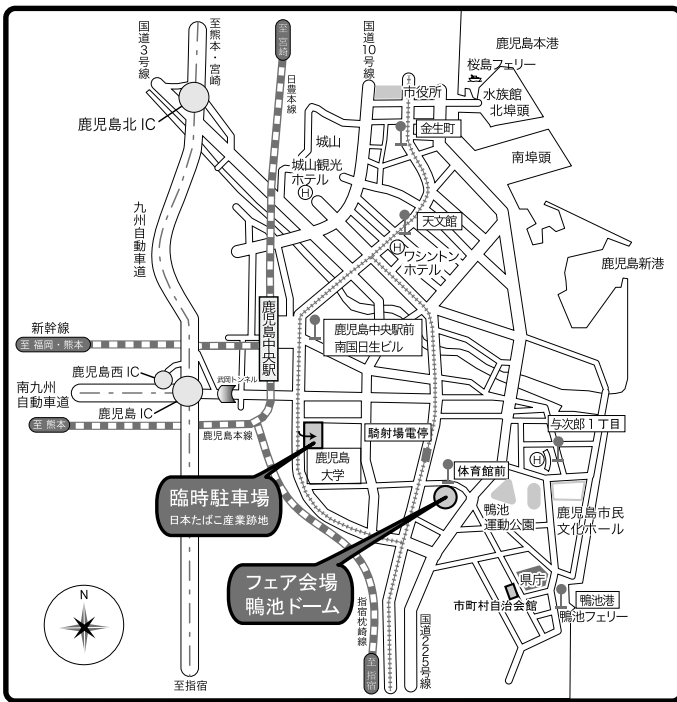 至熊本・宮崎
国道3号線
至宮崎
日豊本線
国道10号線
鹿児島本港
桜島フェリー
市役所
水族館
北埠頭
鹿児島北IC
金生町
城山
城山観光
ホテル
H
南埠頭
天文館
H
ワシントン
ホテル
九州自動車道
鹿児島新港
鹿児島中央駅
新幹線
至 福岡・熊本
鹿児島中央駅前
南国日生ビル
鹿児島西IC
武岡トンネル
南九州
自動車道
鹿児島IC
至 熊本
鹿児島本線
騎射場電停
与次郎1丁目
鹿児島
大学
体育館前
H
臨時駐車場
日本たばこ産業跡地
鴨池
運動公園
鹿児島市民
文化ホール
フェア会場
鴨池ドーム
県庁
市町村自治会館
鴨池港
鴨池フェリー
N
指宿枕崎線
国道225号線
至指宿
至指宿